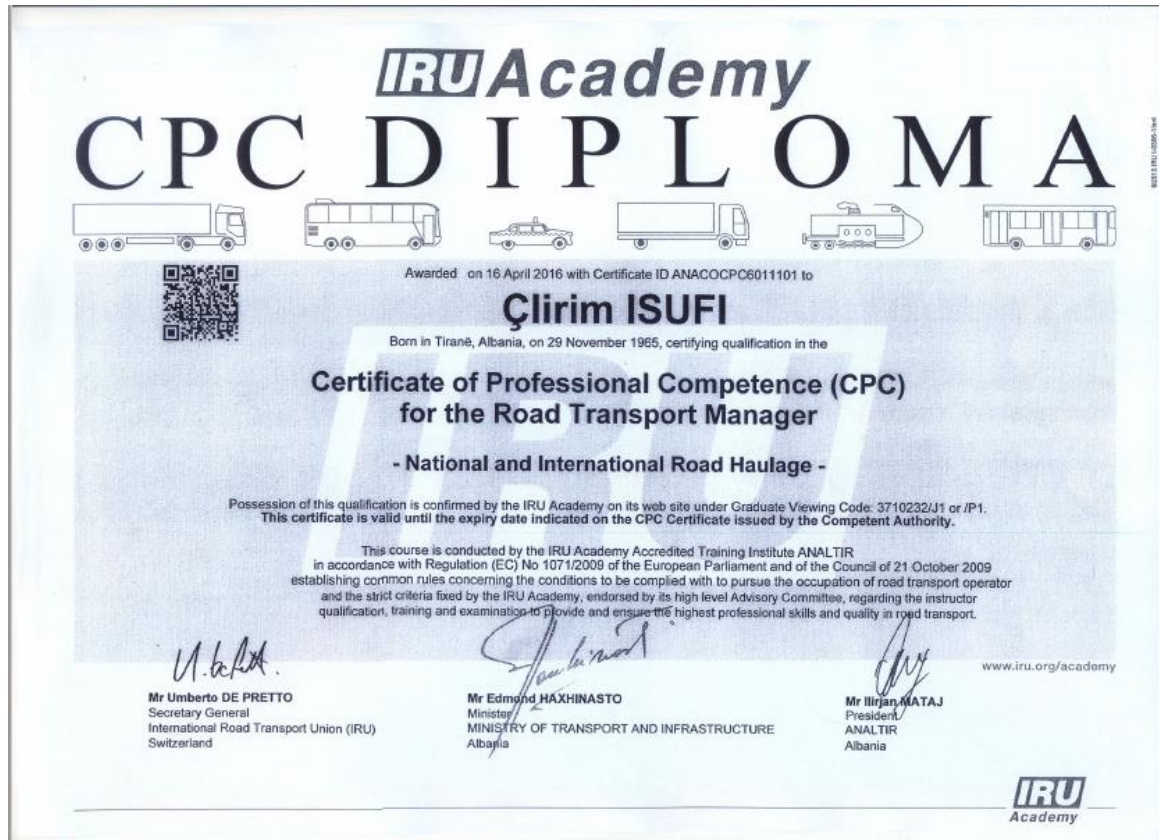 IRU Academy
CPC DIPLOMA
Awarded on 16 April 2016 with Certificate ID ANACOCPC6011101 to
Çlirim ISUFI
Born in Tiranë, Albania, on 29 November 1965, certifying qualification in the
Certificate of Professional Competence (CPC)
for the Road Transport Manager
- National and International Road Haulage -
Possession of this qualification is confirmed by the IRU Academy on its web site under Graduate Viewing Code: 3710232/J1 or /P1.
This certificate is valid until the expiry date indicated on the CPC Certificate issued by the Competent Authority.
This course is conducted by the IRU Academy Accredited Training Institute ANALTIR
in accordance with Regulation (EC) No 1071/2009 of the European Parliament and of the Council of 21 October 2009
establishing common rules concerning the conditions to be complied with to pursue the occupation of road transport operator
and the strict criteria fixed by the IRU Academy, endorsed by its high level Advisory Committee, regarding the instructor
qualification, training and examination to provide and ensure the highest professional skills and quality in road transport.
IRU
www.iru.org/academy
Mr Umberto DE PRETTO
Secretary General
International Road Transport Union (IRU)
Switzerland
Mr Edmond HAXHINASTO
Minister
MINISTRY OF TRANSPORT AND INFRASTRUCTURE
Albania
Mr Ilirjan MATAJ
President
ANALTIR
Albania
IRU
Academy